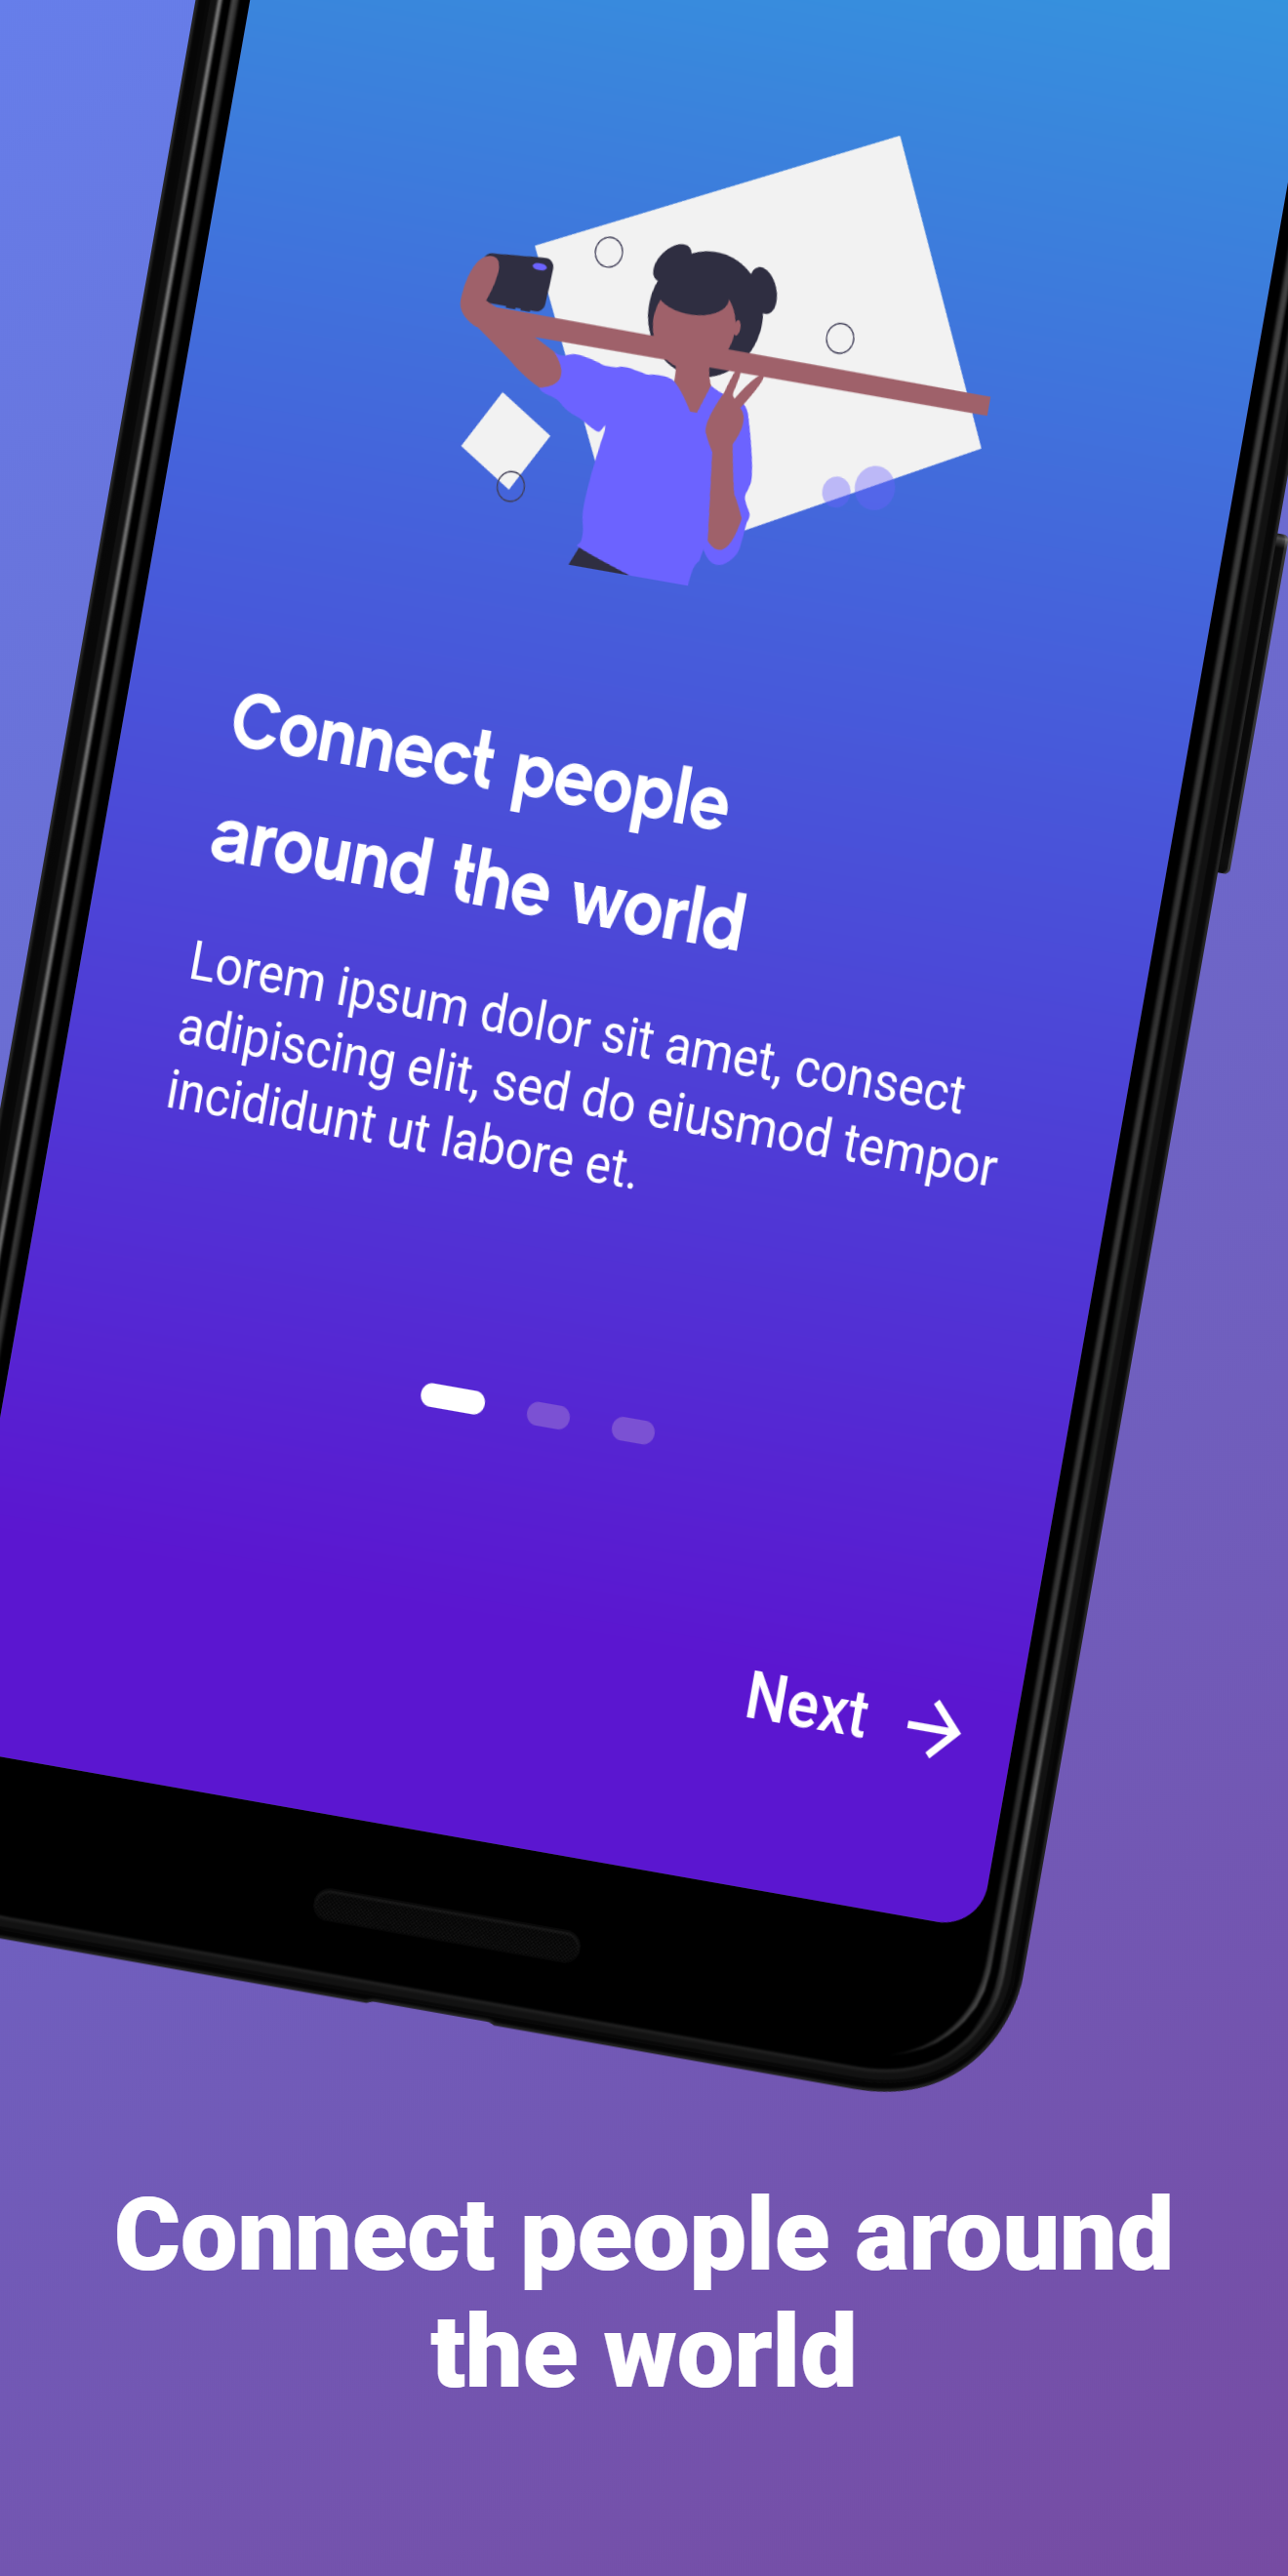 Connect people
around the world
Lorem ipsum dolor sit amet, consect
adipiscing elit, sed do eiusmod tempor
incididunt ut labore et.
Next
Connect people around
the world